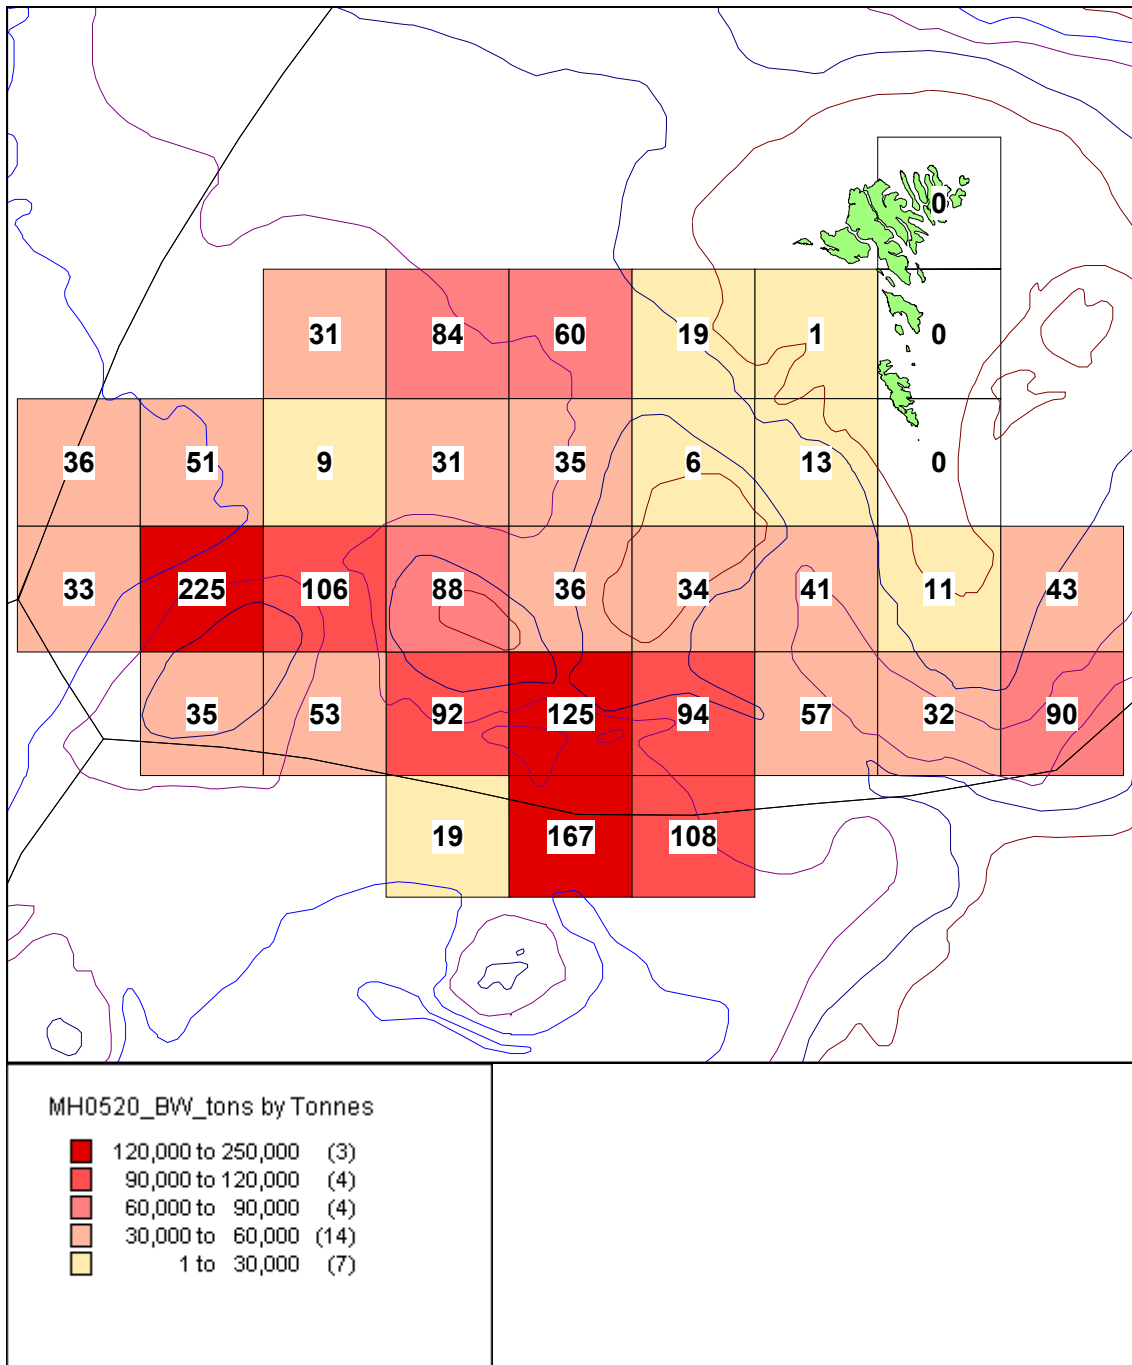 0
31 84 60 19 1 0
36 51 9 31 35 6 13 0
33 225 106 88 36 34 41 11 43
35 53 92 125 94 57 32 90
19 167 108
MH0520_BW_tons by Tonnes
120,000 to 250,000 (3)
90,000 to 120,000 (4)
60,000 to 90,000 (4)
30,000 to 60,000 (14)
1 to 30,000 (7)